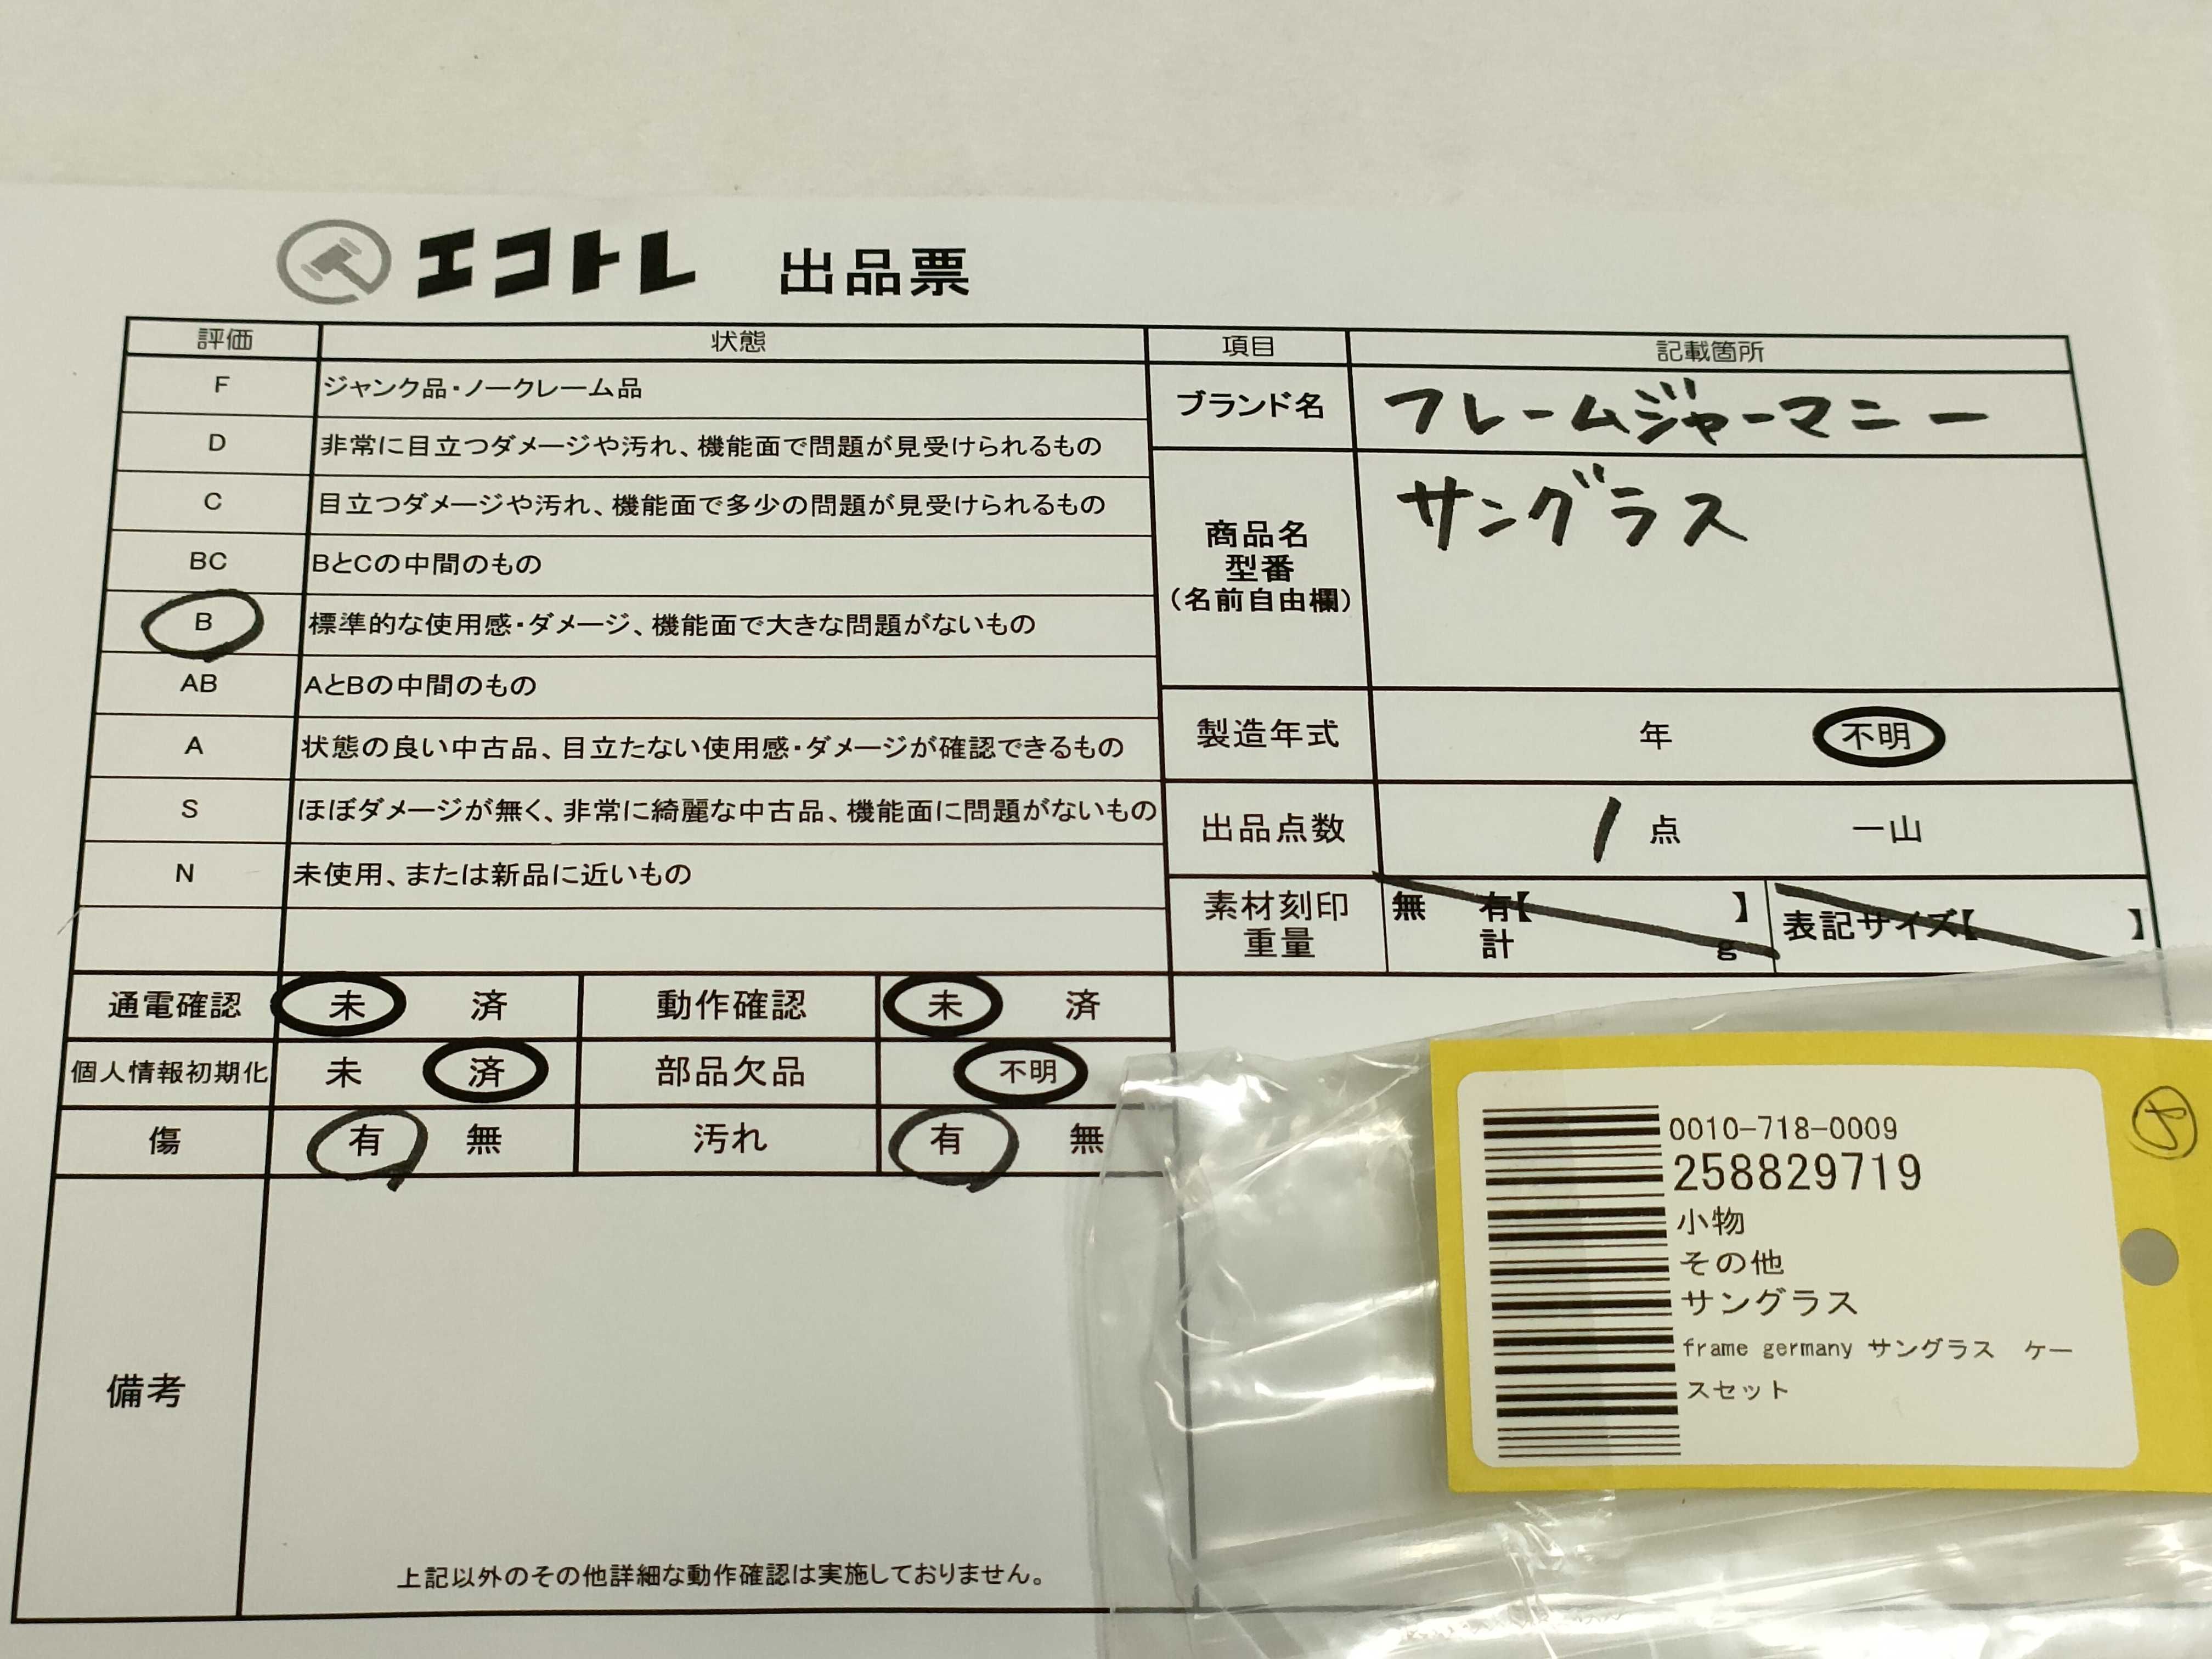 エコトレ 出品票
評価 状態 項目 記載箇所
F ジャンク品・ノークレーム品
D 非常に目立つダメージや汚れ、機能面で問題が見受けられるもの
C 目立つダメージや汚れ、機能面で多少の問題が見受けられるもの
BC BとCの中間のもの
B 標準的な使用感・ダメージ、機能面で大きな問題がないもの
AB AとBの中間のもの
A 状態の良い中古品、目立たない使用感・ダメージが確認できるもの
S ほぼダメージが無く、非常に綺麗な中古品、機能面に問題がないもの
N 未使用、または新品に近いもの
ブランド名 フレームジャーマニー
商品名
型番
(名前自由欄)
サングラス
製造年式 年 不明
出品点数 1 点 一山
素材刻印
重量
無 有【 】
計 g
表記サイズ【 】
通電確認 未 済 動作確認 未 済
個人情報初期化 未 済 部品欠品 不明
傷 有 無 汚れ 有 無
備考
上記以外のその他詳細な動作確認は実施しておりません。
0010-718-0009
258829719
小物
その他
サングラス
frame germany サングラス ケー
スセット